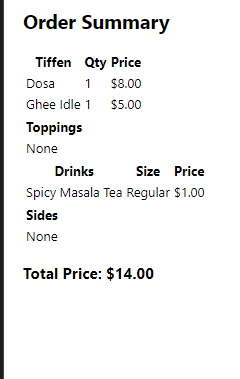 Order Summary
Tiffen Qty Price
Dosa 1 $8.00
Ghee Idle 1 $5.00
Toppings
None
Drinks Size Price
Spicy Masala Tea Regular $1.00
Sides
None
Total Price: $14.00